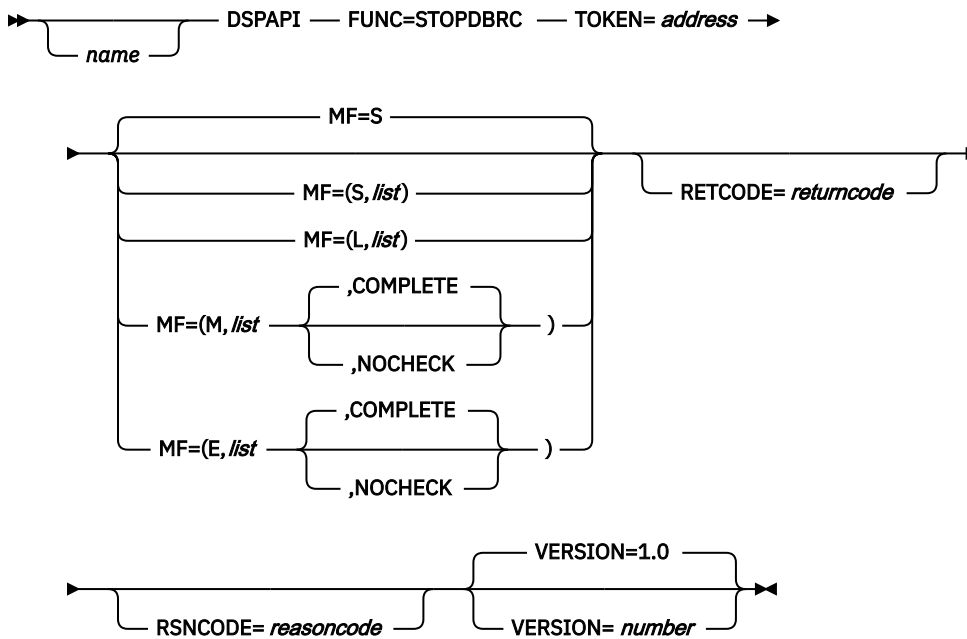 DSPAPI FUNC=STOPDBRC TOKEN= address
name
MF=S
MF=(S,list)
RETCODE= returncode
MF=(L,list)
,COMPLETE
MF=(M,list )
,NOCHECK
,COMPLETE
MF=(E,list )
,NOCHECK
VERSION=1.0
RSNCODE= reasoncode VERSION= number